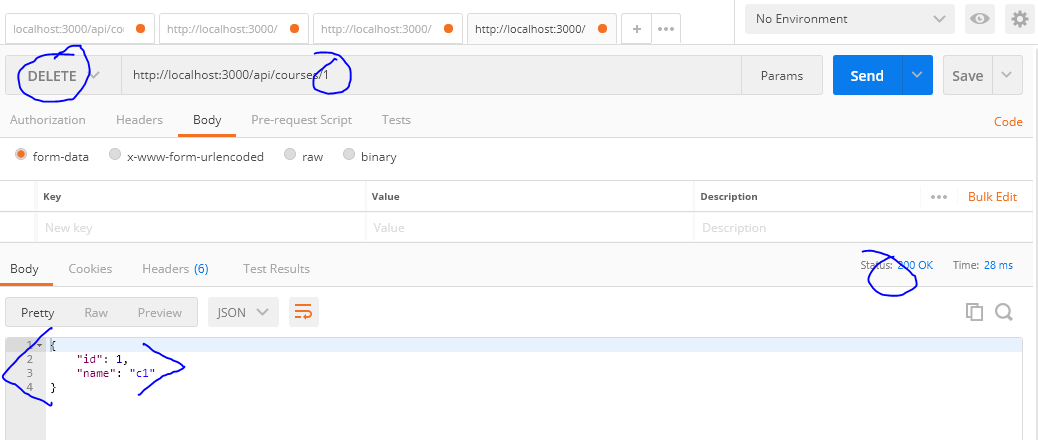 localhost:3000/api/co
http://localhost:3000/
http://localhost:3000/
http://localhost:3000/
+
•••
No Environment
DELETE
http://localhost:3000/api/courses/1
Params
Send
Save
Authorization
Headers
Body
Pre-request Script
Tests
Code
form-data
x-www-form-urlencoded
raw
binary
Key
Value
Description
•••
Bulk Edit
New key
Value
Description
Body
Cookies
Headers (6)
Test Results
Status: 200 OK
Time: 28 ms
Pretty
Raw
Preview
JSON
1 {
2 "id": 1,
3 "name": "c1"
4 }